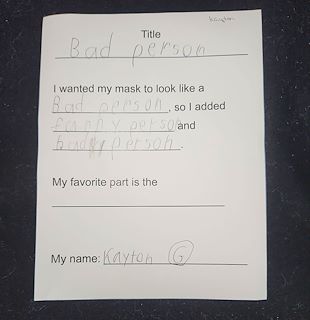 Kayton
Title
Bad person
I wanted my mask to look like a
Bad person, so I added
person and
person.
My favorite part is the
My name: Kayton G